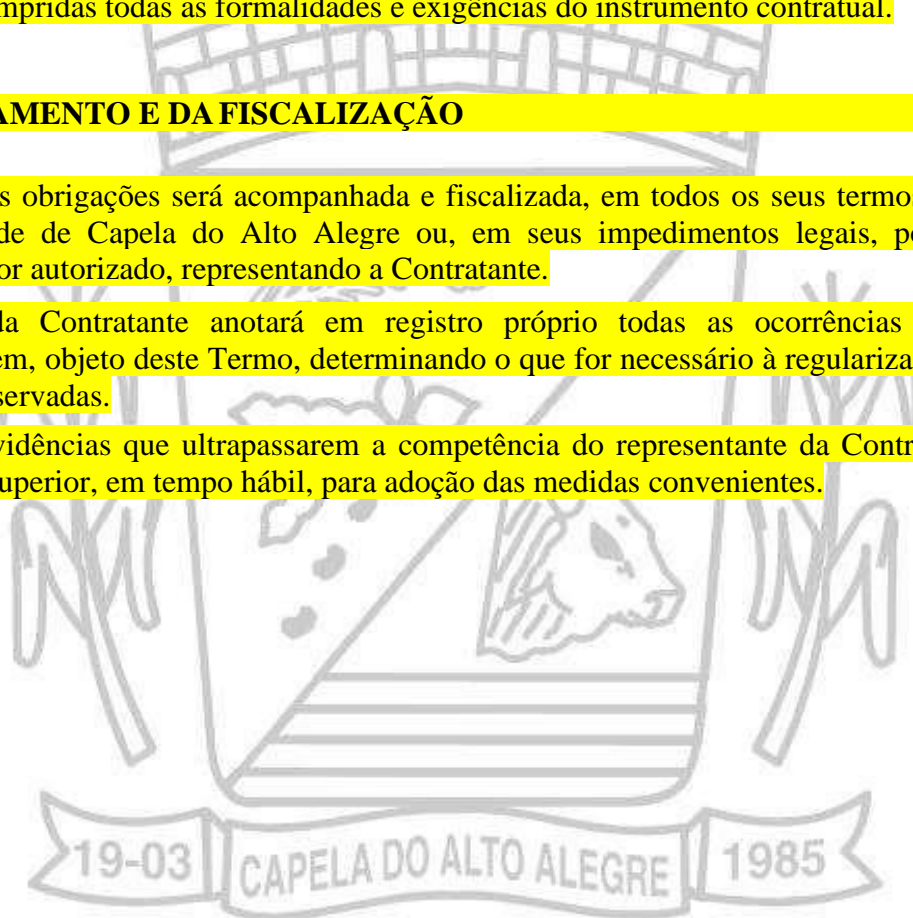 mpridas todas as formalidades e exigências do instrumento contratual.
AMENTO E DA FISCALIZAÇÃO
s obrigações será acompanhada e fiscalizada, em todos os seus termo
de de Capela do Alto Alegre ou, em seus impedimentos legais, p
or autorizado, representando a Contratante.
da Contratante anotará em registro próprio todas as ocorrências
em, objeto deste Termo, determinando o que for necessário à regulariza
servadas.
vidências que ultrapassarem a competência do representante da Contr
uperior, em tempo hábil, para adoção das medidas convenientes.
19-03 CAPELA DO ALTO ALEGRE 1985